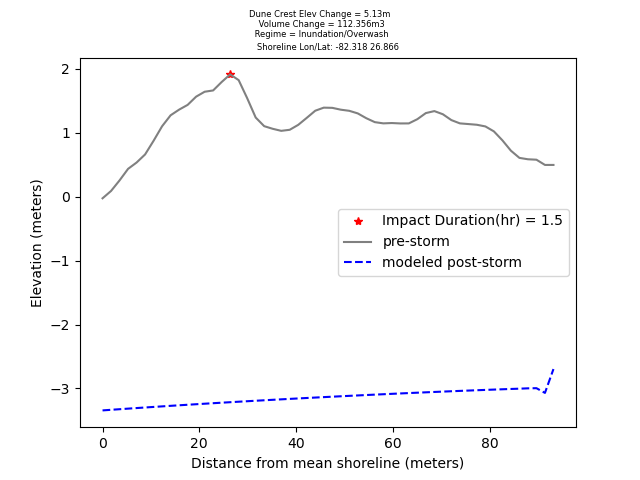 Dune Crest Elev Change = 5.13m
Volume Change = 112.356m3
Regime = Inundation/Overwash
Shoreline Lon/Lat: -82.318 26.866
2
1
0
−1
−2
−3
Elevation (meters)
Impact Duration(hr) = 1.5
pre-storm
modeled post-storm
0 20 40 60 80
Distance from mean shoreline (meters)